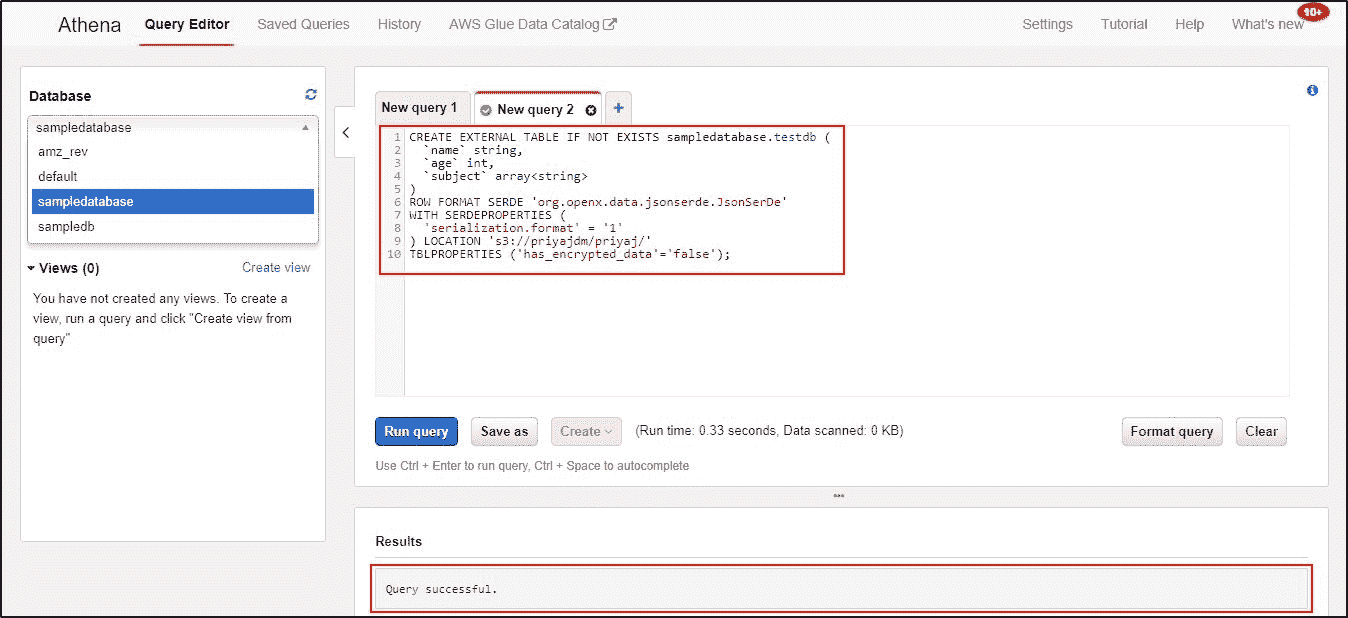 Athena Query Editor Saved Queries History AWS Glue Data Catalog Settings Tutorial Help What's new 10+
Database
sampledatabase
amz_rev
default
sampledatabase
sampledb
Views (0) Create view
You have not created any views. To create a
view, run a query and click "Create view from
query"
New query 1 New query 2 +
1 CREATE EXTERNAL TABLE IF NOT EXISTS sampledatabase.testdb (
2 `name` string,
3 `age` int,
4 `subject` array<string>
5 )
6 ROW FORMAT SERDE 'org.openx.data.jsonserde.JsonSerDe'
7 WITH SERDEPROPERTIES (
8 'serialization.format' = '1'
9 ) LOCATION 's3://priyajdm/priyaj/'
10 TBLPROPERTIES ('has_encrypted_data'='false');
Run query Save as Create (Run time: 0.33 seconds, Data scanned: 0 KB) Format query Clear
Use Ctrl + Enter to run query, Ctrl + Space to autocomplete
Results
Query successful.